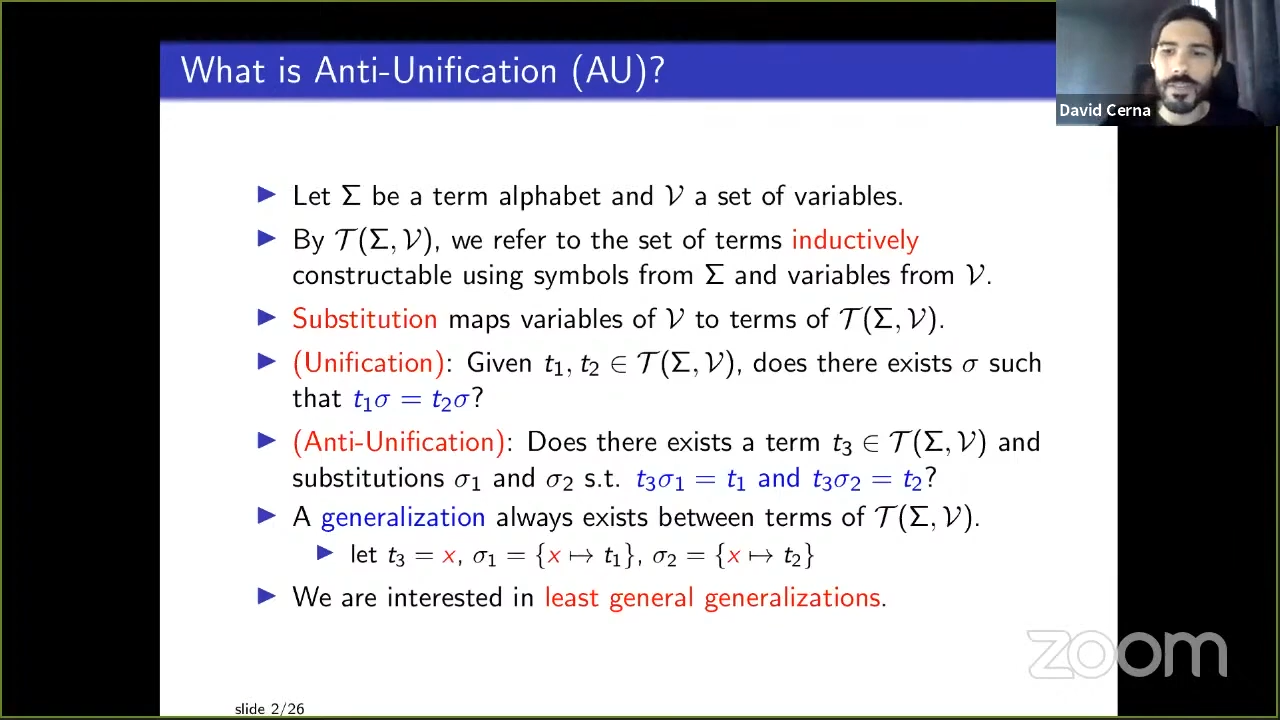 What is Anti-Unification (AU)?
David Cerna
▶ Let Σ be a term alphabet and 𝒱 a set of variables.
▶ By 𝒯(Σ, 𝒱), we refer to the set of terms inductively
constructable using symbols from Σ and variables from 𝒱.
▶ Substitution maps variables of 𝒱 to terms of 𝒯(Σ, 𝒱).
▶ (Unification): Given t₁, t₂ ∈ 𝒯(Σ, 𝒱), does there exists σ such
that t₁σ = t₂σ?
▶ (Anti-Unification): Does there exists a term t₃ ∈ 𝒯(Σ, 𝒱) and
substitutions σ₁ and σ₂ s.t. t₃σ₁ = t₁ and t₃σ₂ = t₂?
▶ A generalization always exists between terms of 𝒯(Σ, 𝒱).
▶ let t₃ = x, σ₁ = {x ↦ t₁}, σ₂ = {x ↦ t₂}
▶ We are interested in least general generalizations.
zoom
slide 2/26